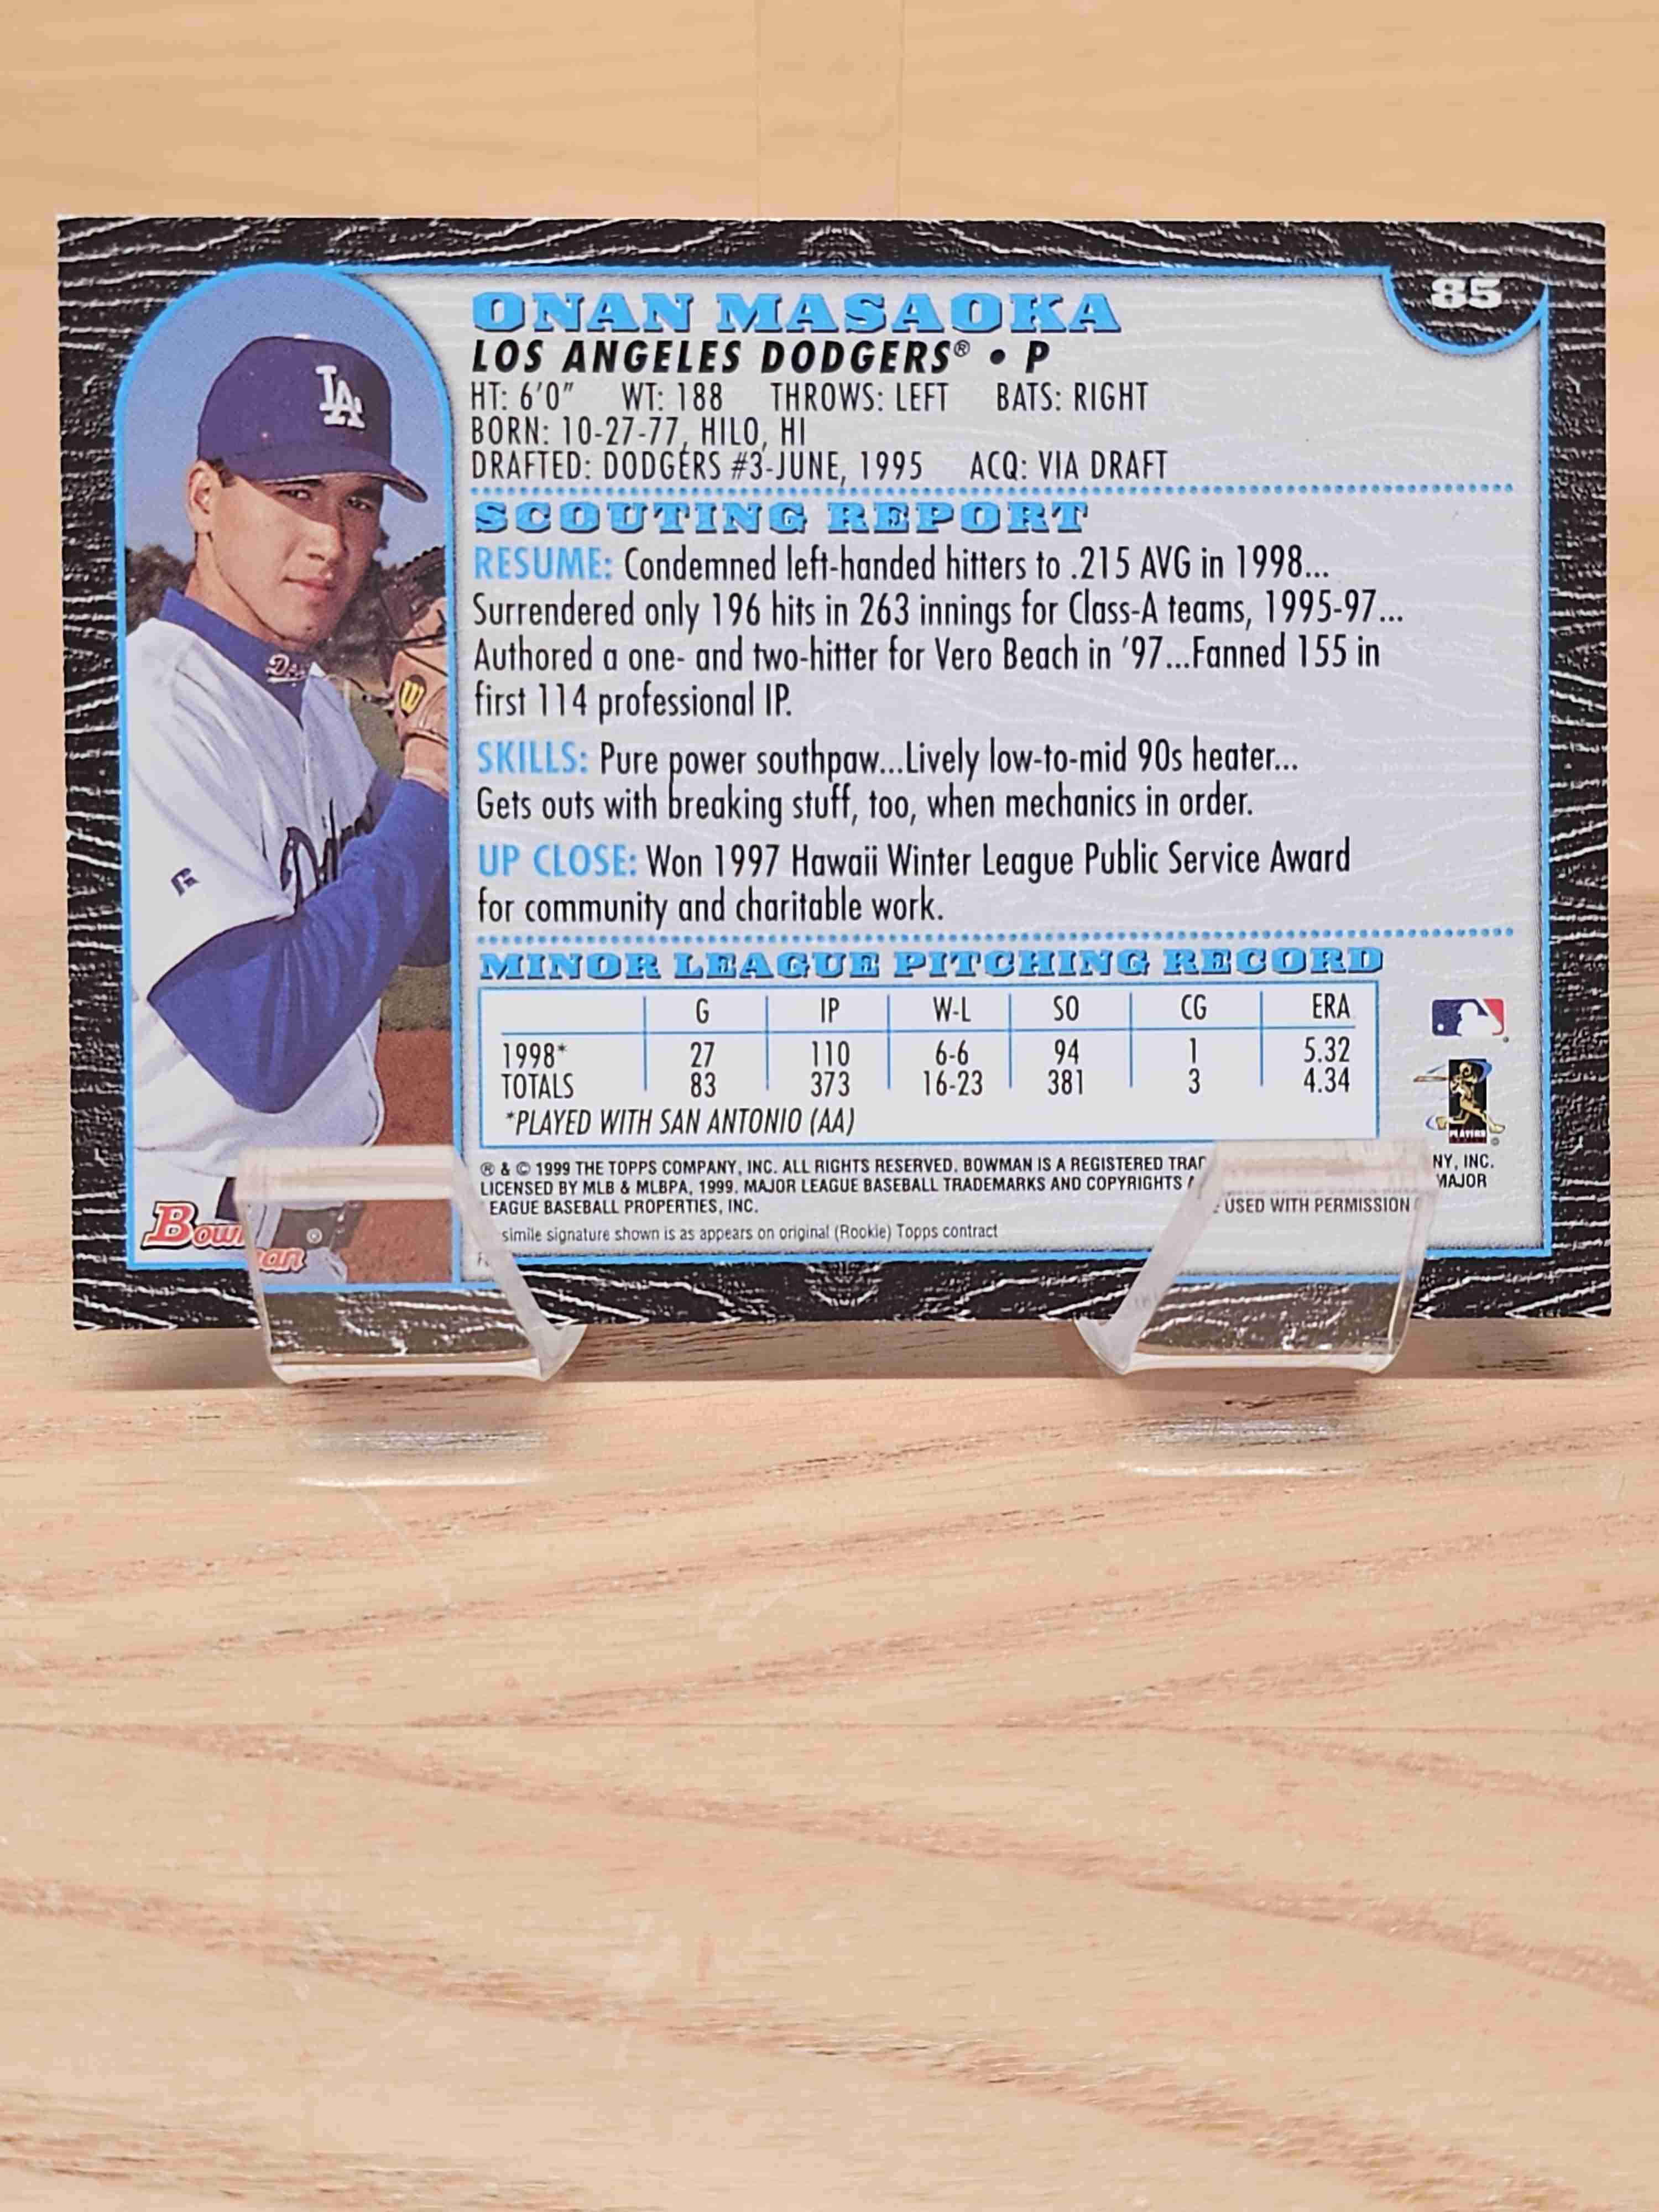 85
ONAN MASAOKA
LOS ANGELES DODGERS® • P
HT: 6'0" WT: 188 THROWS: LEFT BATS: RIGHT
BORN: 10-27-77, HILO, HI
DRAFTED: DODGERS #3-JUNE, 1995 ACQ: VIA DRAFT
SCOUTING REPORT
RESUME: Condemned left-handed hitters to .215 AVG in 1998...
Surrendered only 196 hits in 263 innings for Class-A teams, 1995-97...
Authored a one- and two-hitter for Vero Beach in '97...Fanned 155 in
first 114 professional IP.
SKILLS: Pure power southpaw...Lively low-to-mid 90s heater...
Gets outs with breaking stuff, too, when mechanics in order.
UP CLOSE: Won 1997 Hawaii Winter League Public Service Award
for community and charitable work.
MINOR LEAGUE PITCHING RECORD
G IP W-L SO CG ERA
1998* 27 110 6-6 94 1 5.32
TOTALS 83 373 16-23 381 3 4.34
*PLAYED WITH SAN ANTONIO (AA)
® & © 1999 THE TOPPS COMPANY, INC. ALL RIGHTS RESERVED. BOWMAN IS A REGISTERED NY, INC.
LICENSED BY MLB & MLBPA, 1999. MAJOR LEAGUE BASEBALL TRADEMARKS AND COPYRIGHTS MAJOR
EAGUE BASEBALL PROPERTIES, INC. USED WITH PERMISSION
simile signature shown is as appears on original (Rookie) Topps contract
LA
Bowman
PLAYERS